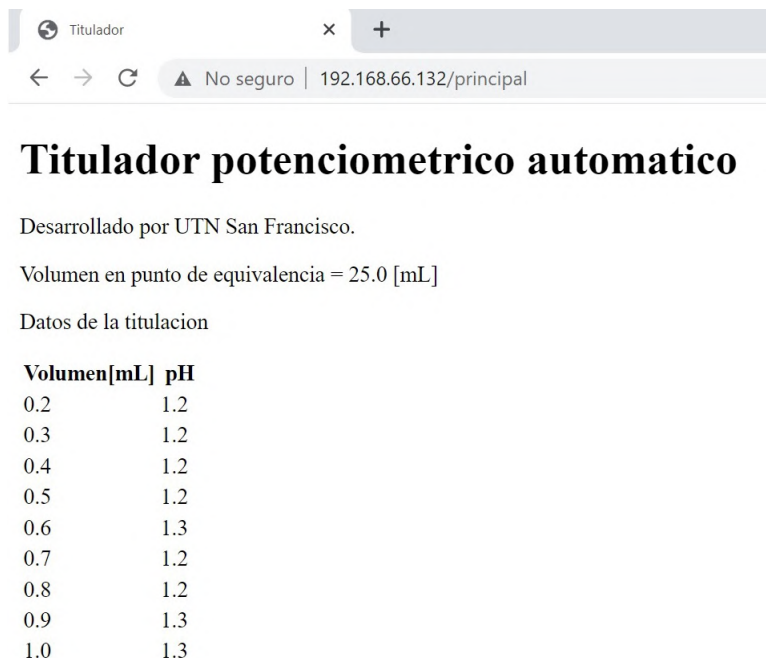 Titulador
No seguro | 192.168.66.132/principal
Titulador potenciometrico automatico
Desarrollado por UTN San Francisco.
Volumen en punto de equivalencia = 25.0 [mL]
Datos de la titulacion
Volumen[mL] pH
0.2 1.2
0.3 1.2
0.4 1.2
0.5 1.2
0.6 1.3
0.7 1.2
0.8 1.2
0.9 1.3
1.0 1.3